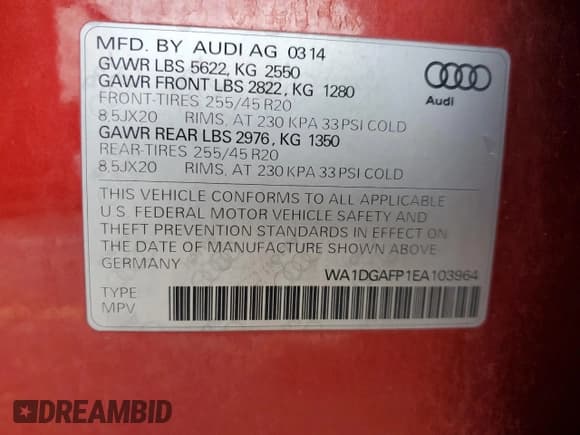 MFD. BY AUDI AG 03 14
GVWR LBS 5622, KG 2550
GAWR FRONT LBS 2822, KG 1280
FRONT-TIRES 255/45 R20
8,5JX20 RIMS, AT 230 KPA 33 PSI COLD
GAWR REAR LBS 2976, KG 1350
REAR-TIRES 255/45 R20
8,5JX20 RIMS, AT 230 KPA 33 PSI COLD
Audi
THIS VEHICLE CONFORMS TO ALL APPLICABLE
U.S. FEDERAL MOTOR VEHICLE SAFETY AND
THEFT PREVENTION STANDARDS IN EFFECT ON
THE DATE OF MANUFACTURE SHOWN ABOVE
GERMANY
WA1DGAFP1EA103964
TYPE
MPV
DREAMBID